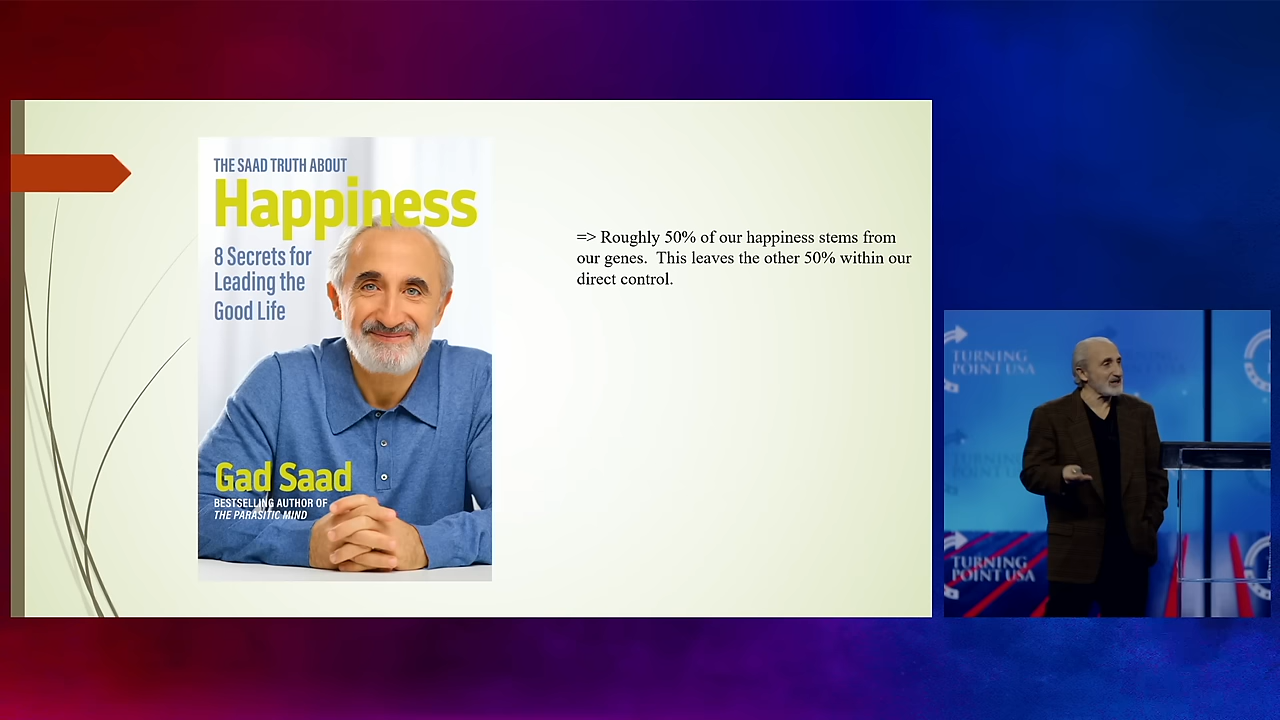 THE SAAD TRUTH ABOUT
Happiness
8 Secrets for
Leading the
Good Life
Gad Saad
BESTSELLING AUTHOR OF
THE PARASITIC MIND
=> Roughly 50% of our happiness stems from
our genes.  This leaves the other 50% within our
direct control.
TURNING
POINT USA
TURNING
POINT USA